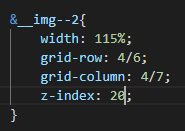 &__img--2{
width: 115%;
grid-row: 4/6;
grid-column: 4/7;
z-index: 20;
}